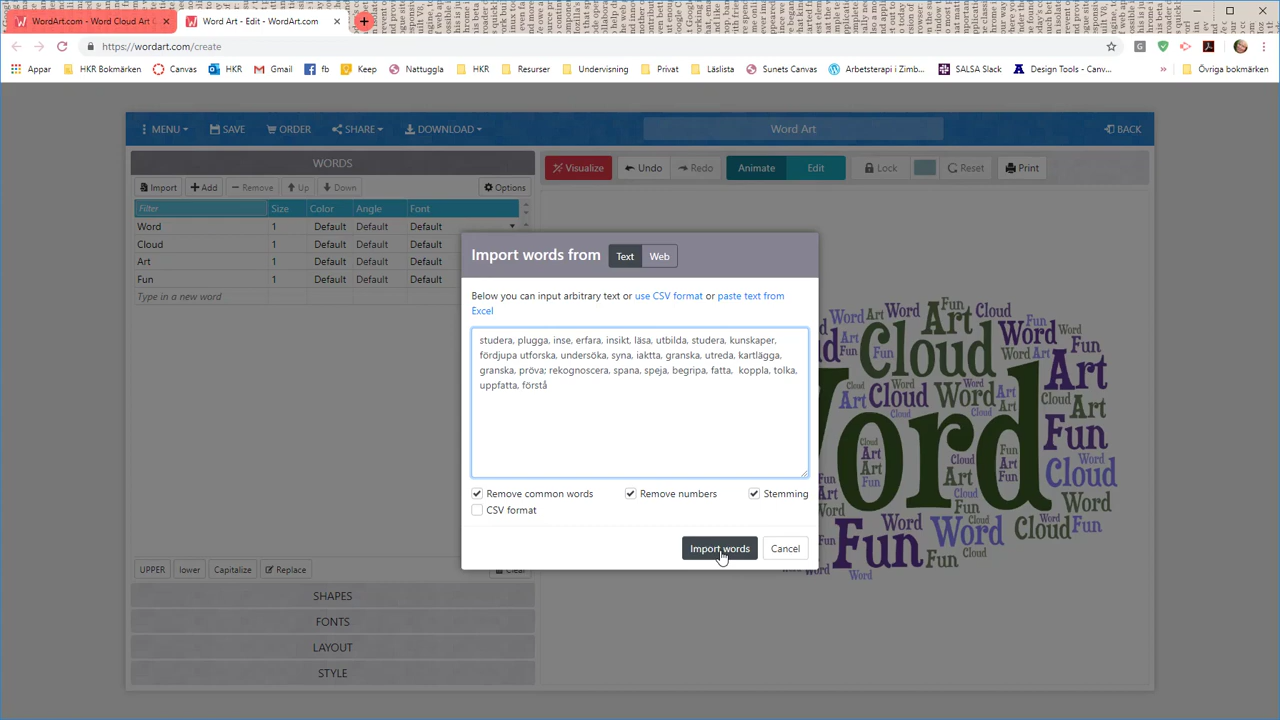 WordArt.com - Word Cloud Art C
Word Art - Edit - WordArt.com
https://wordart.com/create
Appar HKR Bokmärken Canvas HKR Gmail fb Keep Nattuggla HKR Resurser Undervisning Privat Läslista Sunets Canvas Arbetsterapi i Zimb... SALSA Slack Design Tools - Canv... » Övriga bokmärken
MENU SAVE ORDER SHARE DOWNLOAD Word Art BACK
WORDS
Visualize Undo Redo Animate Edit Lock Reset Print
Import Add Remove Up Down Options
Filter Size Color Angle Font
Word 1 Default Default Default
Cloud 1 Default Default Default
Art 1 Default Default Default
Fun 1 Default Default Default
Type in a new word
Import words from Text Web
Below you can input arbitrary text or use CSV format or paste text from
Excel
studera, plugga, inse, erfara, insikt, läsa, utbilda, studera, kunskaper,
fördjupa utforska, undersöka, syna, iaktta, granska, utreda, kartlägga,
granska, pröva; rekognoscera, spana, speja, begripa, fatta,  koppla, tolka,
uppfatta, förstå
Remove common words Remove numbers Stemming
CSV format
Import words Cancel
UPPER lower Capitalize Replace Clear
SHAPES
FONTS
LAYOUT
STYLE
Cloud
Word
Art
Fun